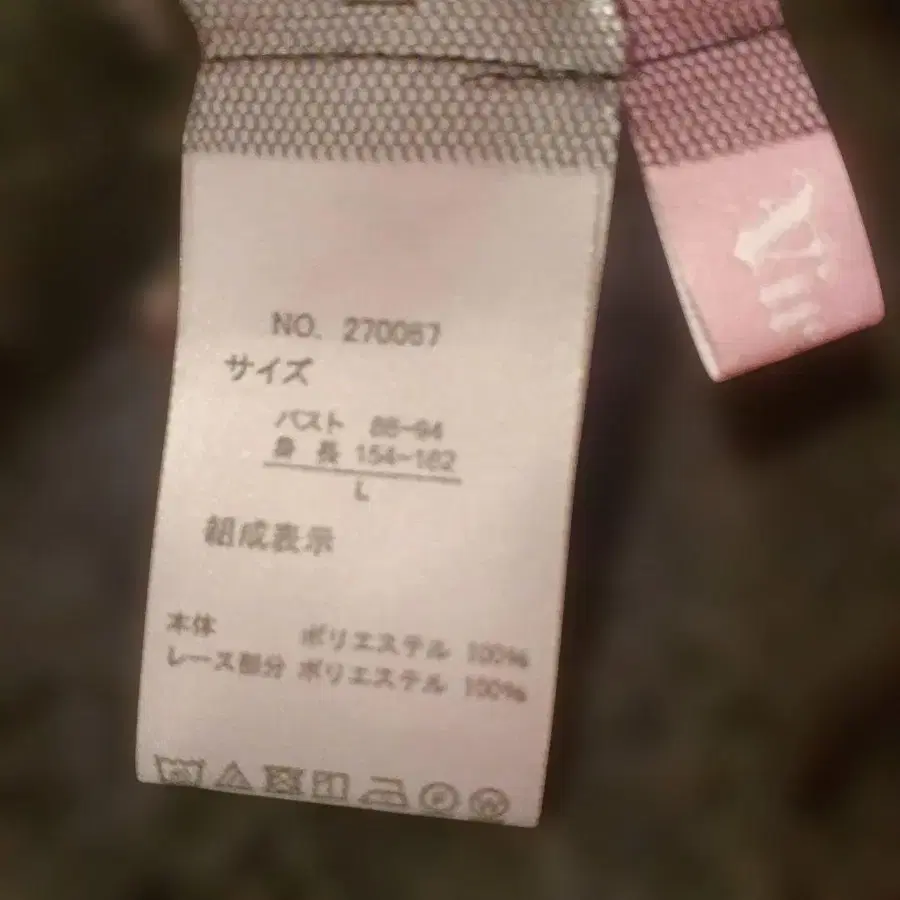 NO. 270067
サイズ
バスト 86-94
身長 154-162
L
組成表示
本体 ポリエステル 100%
レース部分 ポリエステル 100%